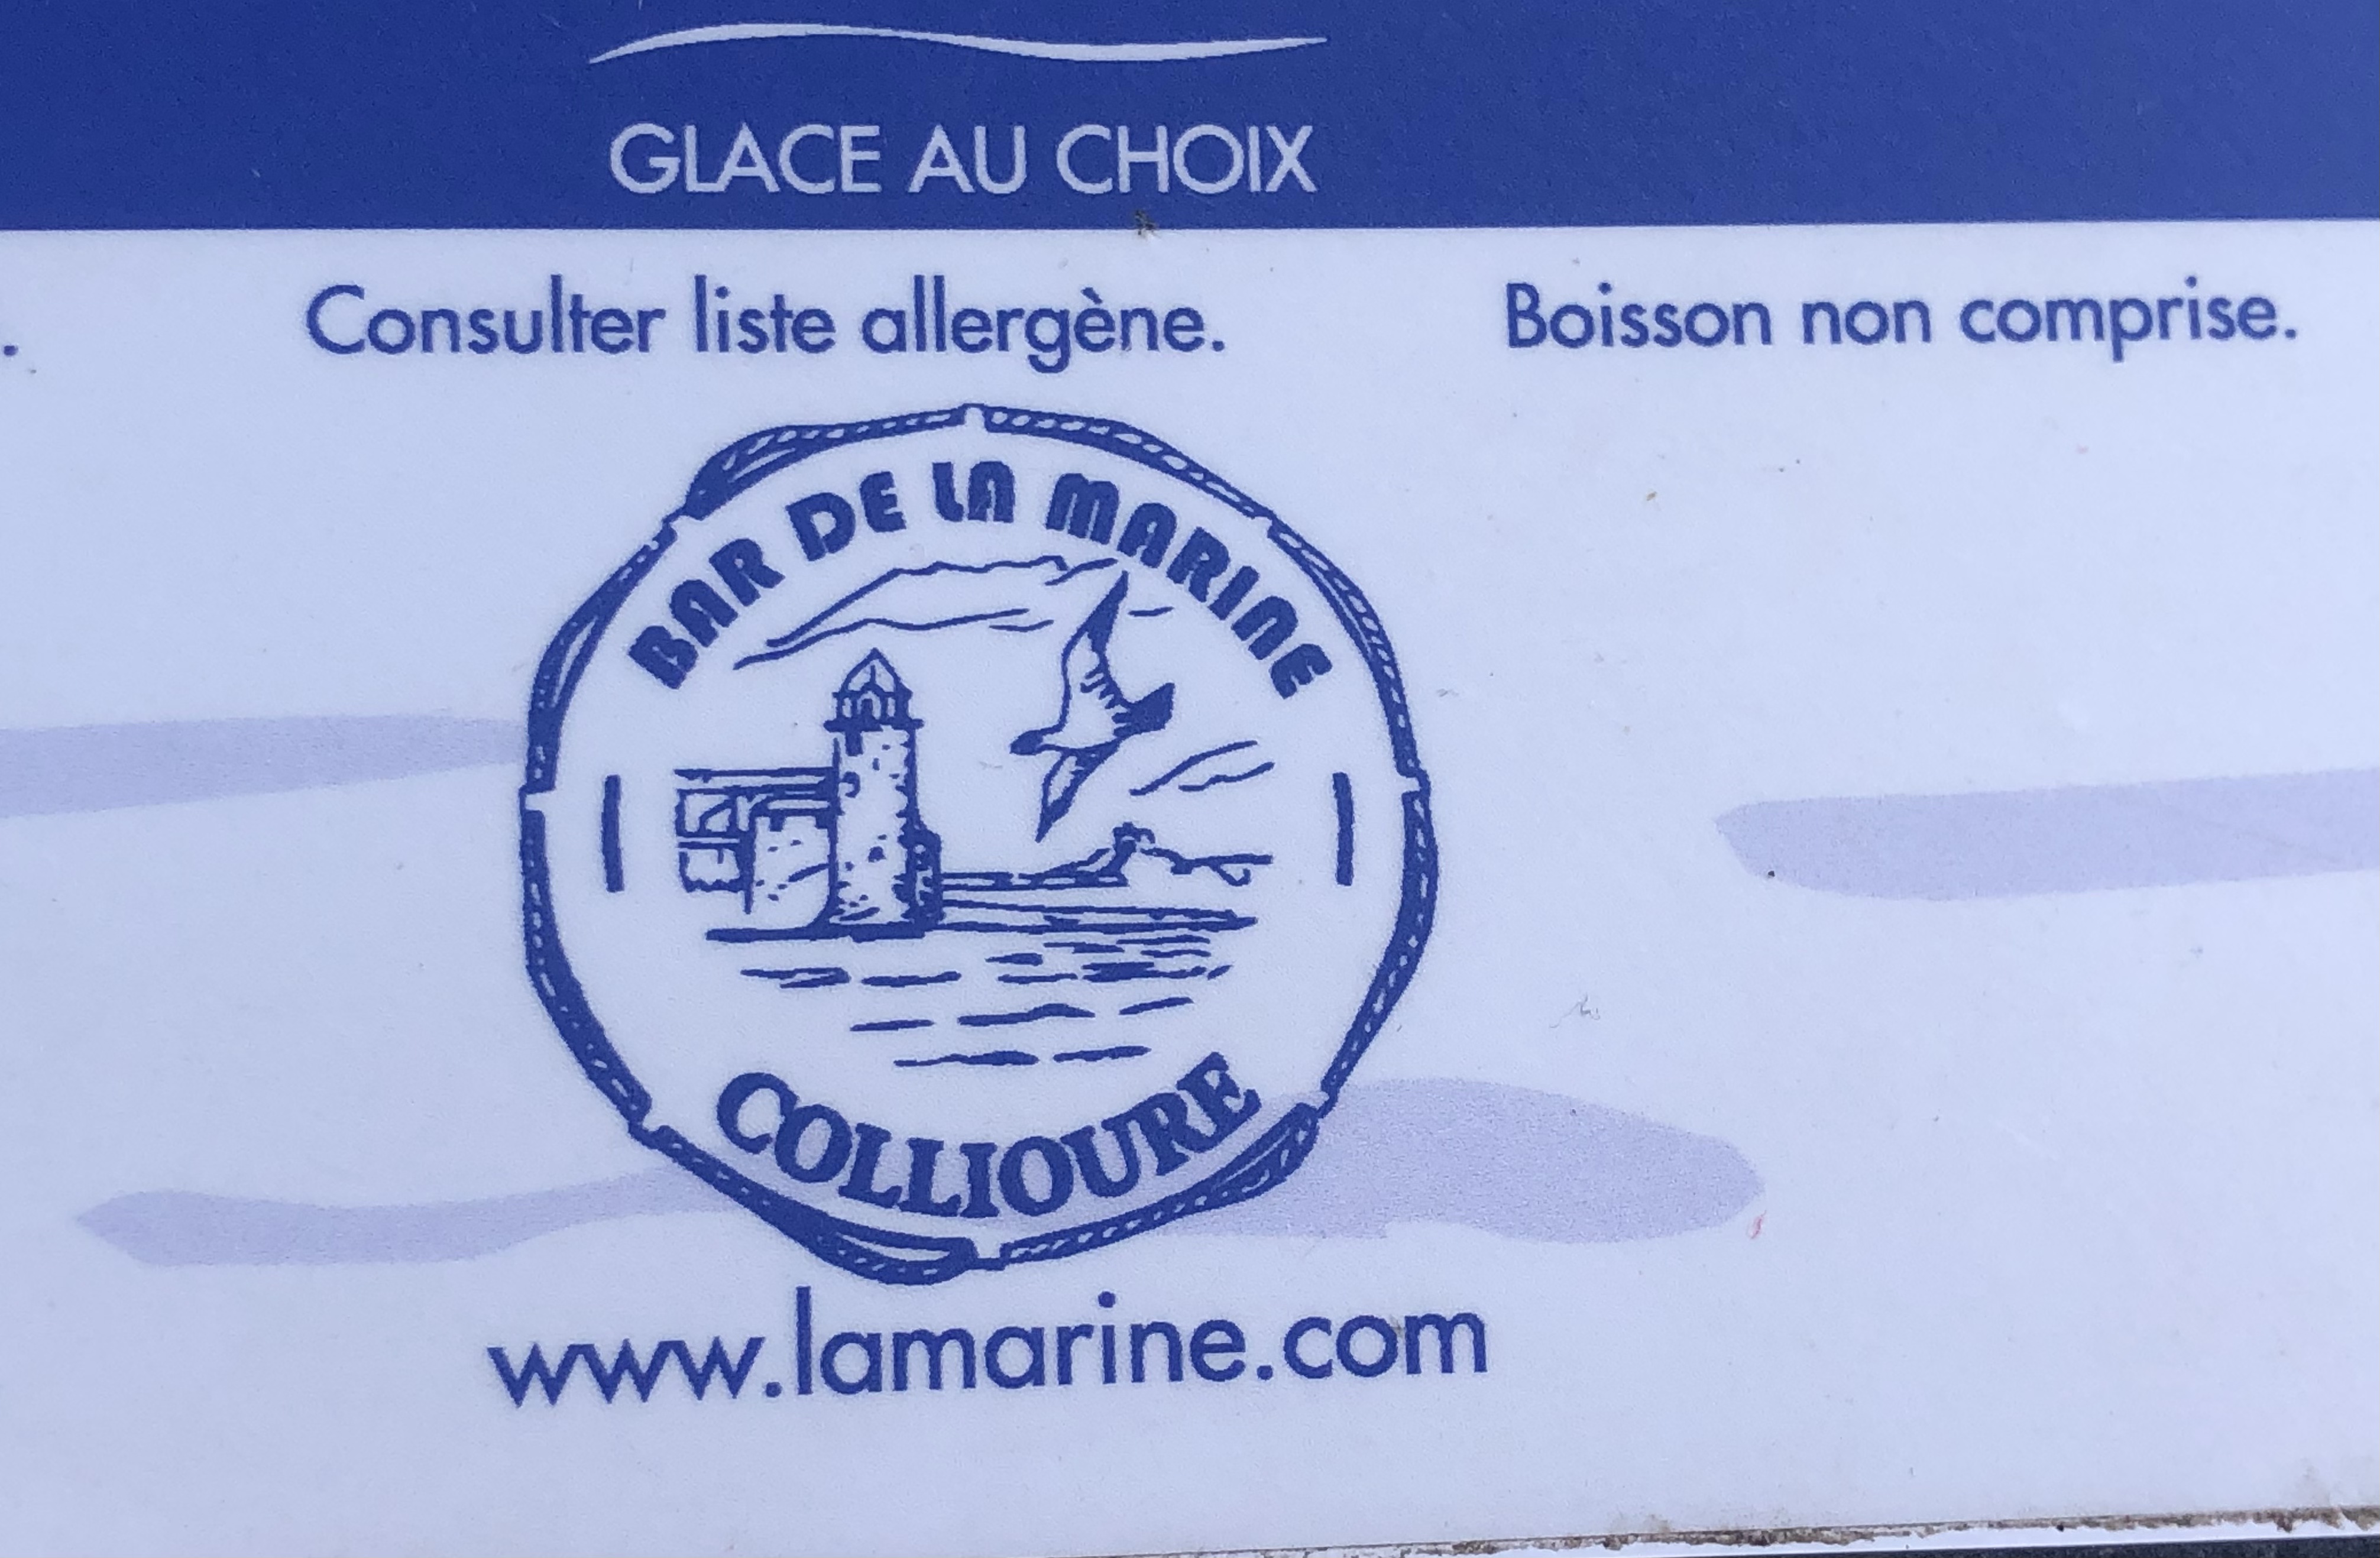 GLACE AU CHOIX
. Consulter liste allergène. Boisson non comprise.
BAR DE LA MARINE
COLLIOURE
www.lamarine.com